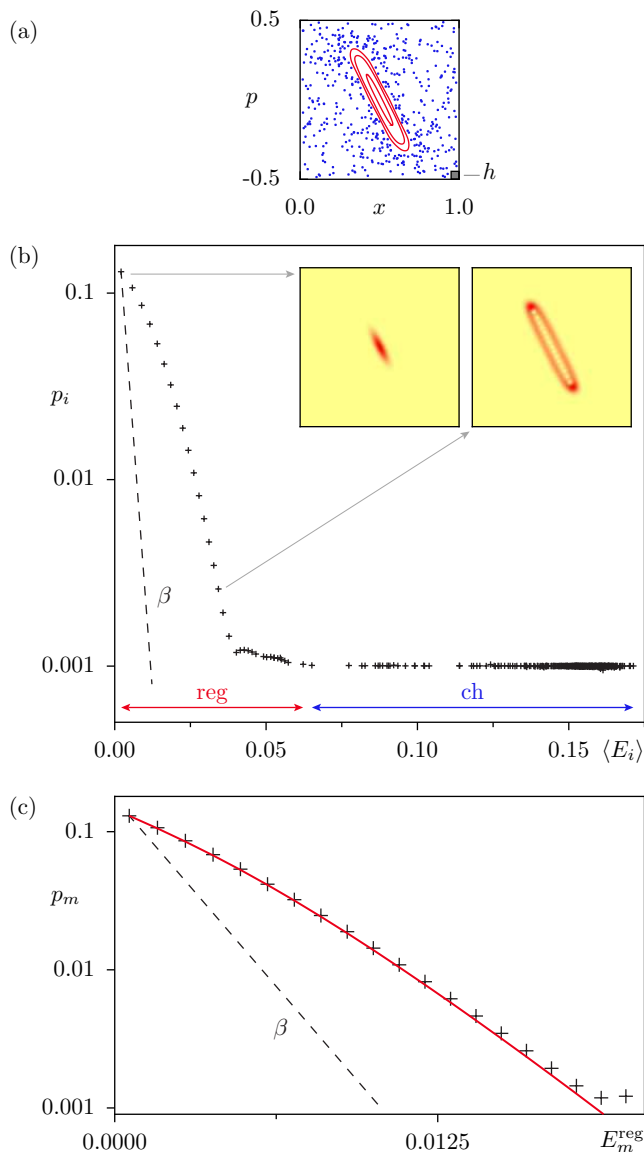 (a)
0.5
p
-0.5
h
0.0 x 1.0
(b)
0.1
p_i
0.01
β
0.001
reg ch
0.00 0.05 0.10 0.15 ⟨E_i⟩
(c)
0.1
p_m
0.01
β
0.001
0.0000 0.0125 E_m^reg